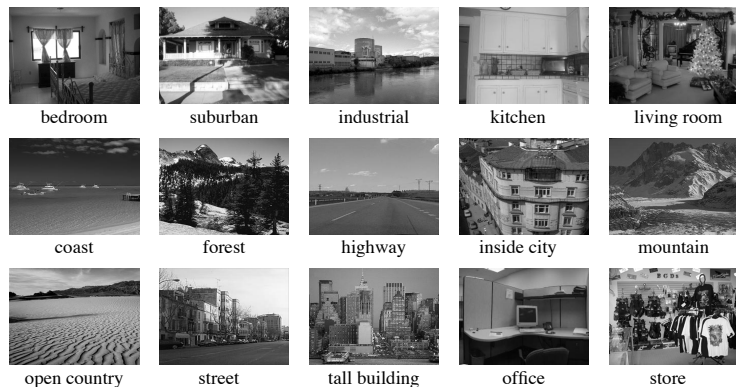 bedroom
suburban
industrial
kitchen
living room
coast
forest
highway
inside city
mountain
open country
street
tall building
office
store